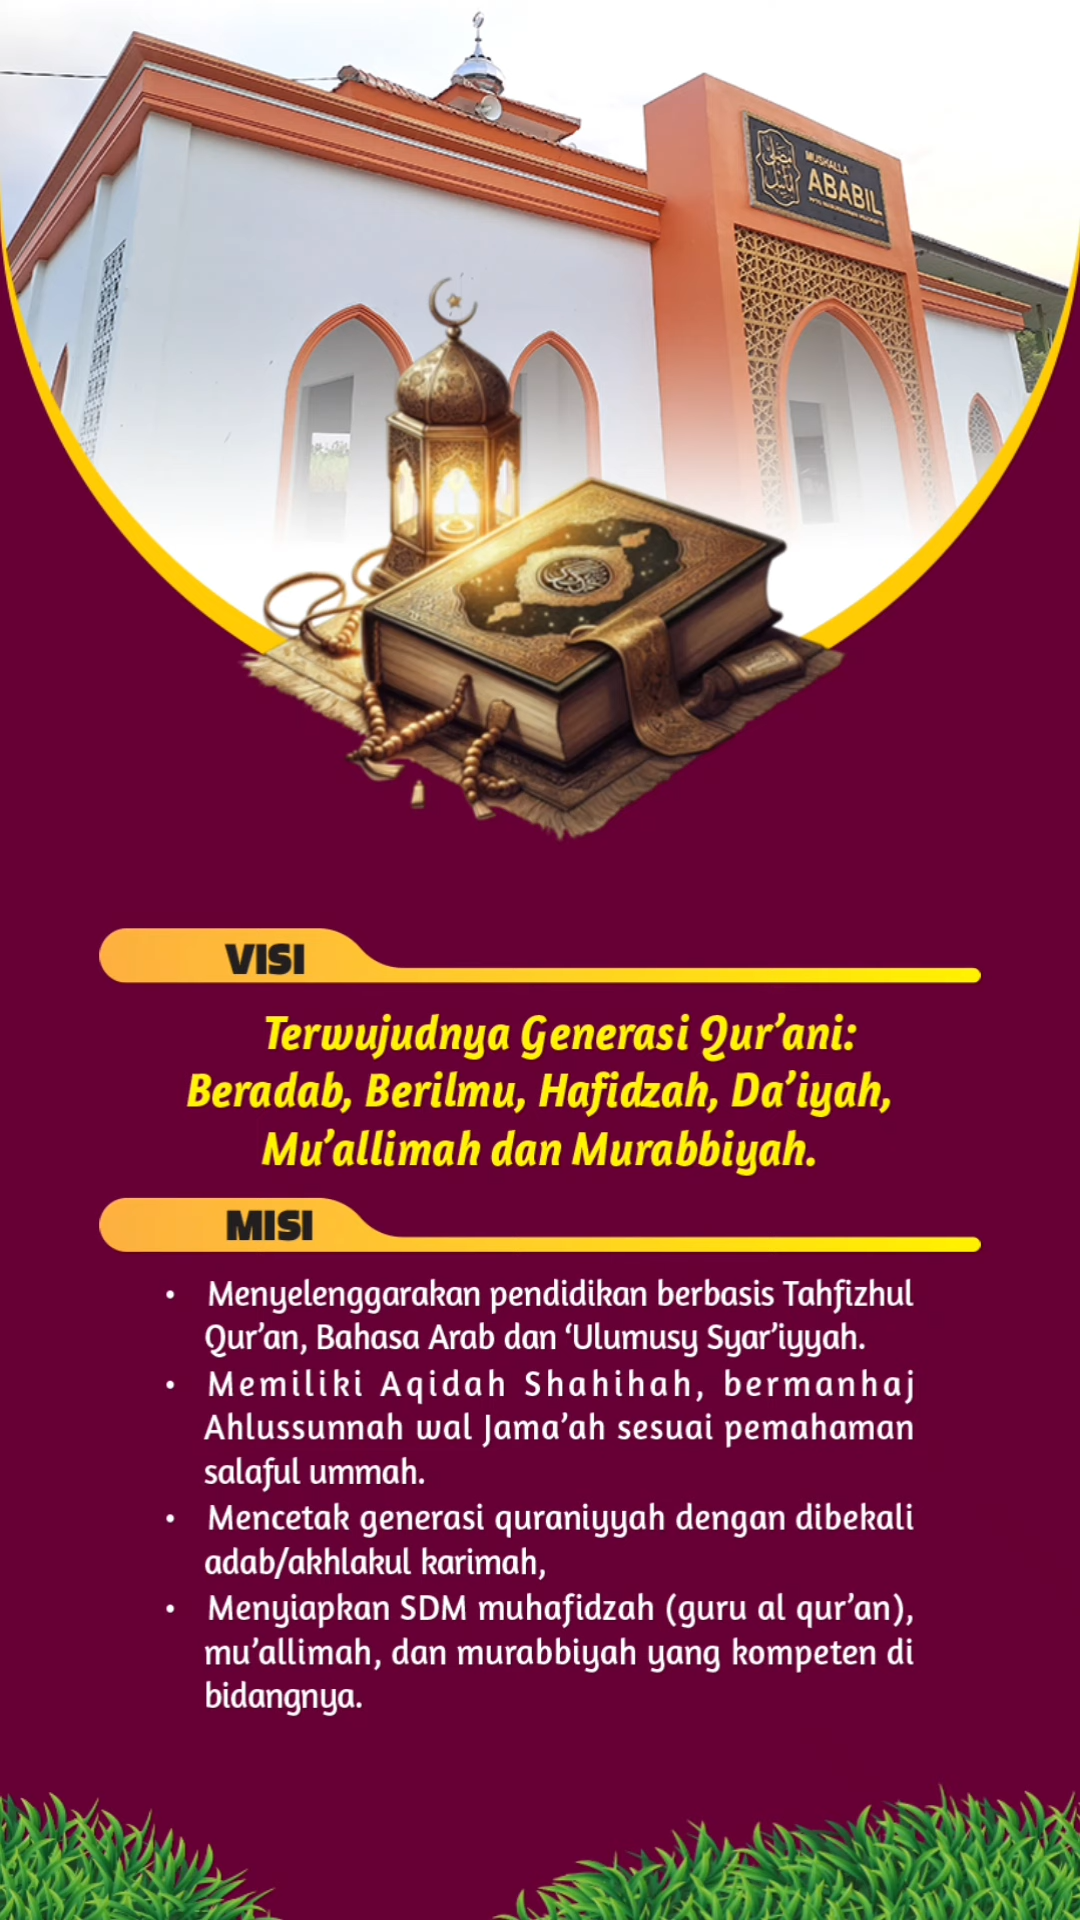 MUSHALLA
ABABIL
VISI
Terwujudnya Generasi Qur’ani:
Beradab, Berilmu, Hafidzah, Da’iyah,
Mu’allimah dan Murabbiyah.
MISI
• Menyelenggarakan pendidikan berbasis Tahfizhul
Qur’an, Bahasa Arab dan ‘Ulumusy Syar’iyyah.
• Memiliki Aqidah Shahihah, bermanhaj
Ahlussunnah wal Jama’ah sesuai pemahaman
salaful ummah.
• Mencetak generasi quraniyyah dengan dibekali
adab/akhlakul karimah,
• Menyiapkan SDM muhafidzah (guru al qur’an),
mu’allimah, dan murabbiyah yang kompeten di
bidangnya.